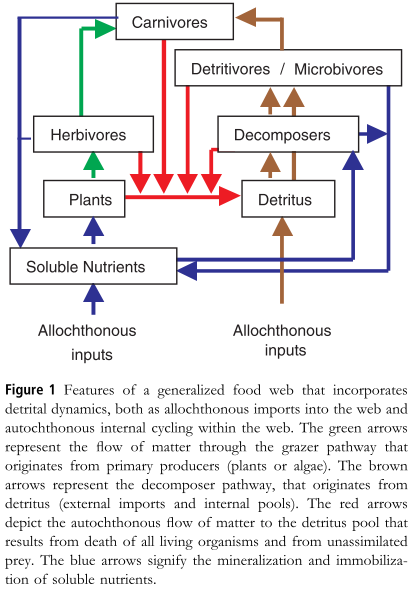 Carnivores
Detritivores / Microbivores
Herbivores
Decomposers
Plants
Detritus
Soluble Nutrients
Allochthonous
inputs
Allochthonous
inputs
Figure 1 Features of a generalized food web that incorporates
detrital dynamics, both as allochthonous imports into the web and
autochthonous internal cycling within the web. The green arrows
represent the flow of matter through the grazer pathway that
originates from primary producers (plants or algae). The brown
arrows represent the decomposer pathway, that originates from
detritus (external imports and internal pools). The red arrows
depict the autochthonous flow of matter to the detritus pool that
results from death of all living organisms and from unassimilated
prey. The blue arrows signify the mineralization and immobiliza-
tion of soluble nutrients.